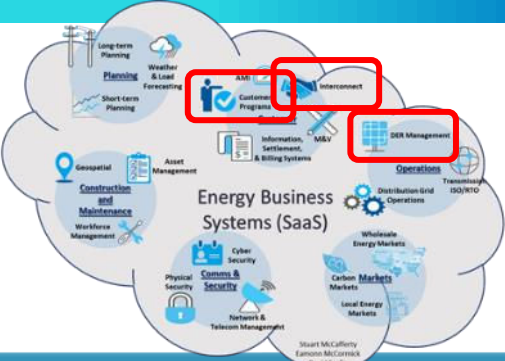 Long-term
Planning
Weather
& Load
Forecasting
Planning
Short-term
Planning
AMI
Customer
Programs
Interconnect
Information,
Settlement,
& Billing Systems
M&V
DER Management
Operations
Transmission
ISO/RTO
Distribution Grid
Operations
Geospatial
Asset
Management
Construction
and
Maintenance
Workforce
Management
Energy Business
Systems (SaaS)
Cyber
Security
Physical
Security
Comms &
Security
Network &
Telecom Management
Wholesale
Energy Markets
Carbon
Markets
Markets
Local Energy
Markets
Stuart McCafferty
Eamonn McCormick